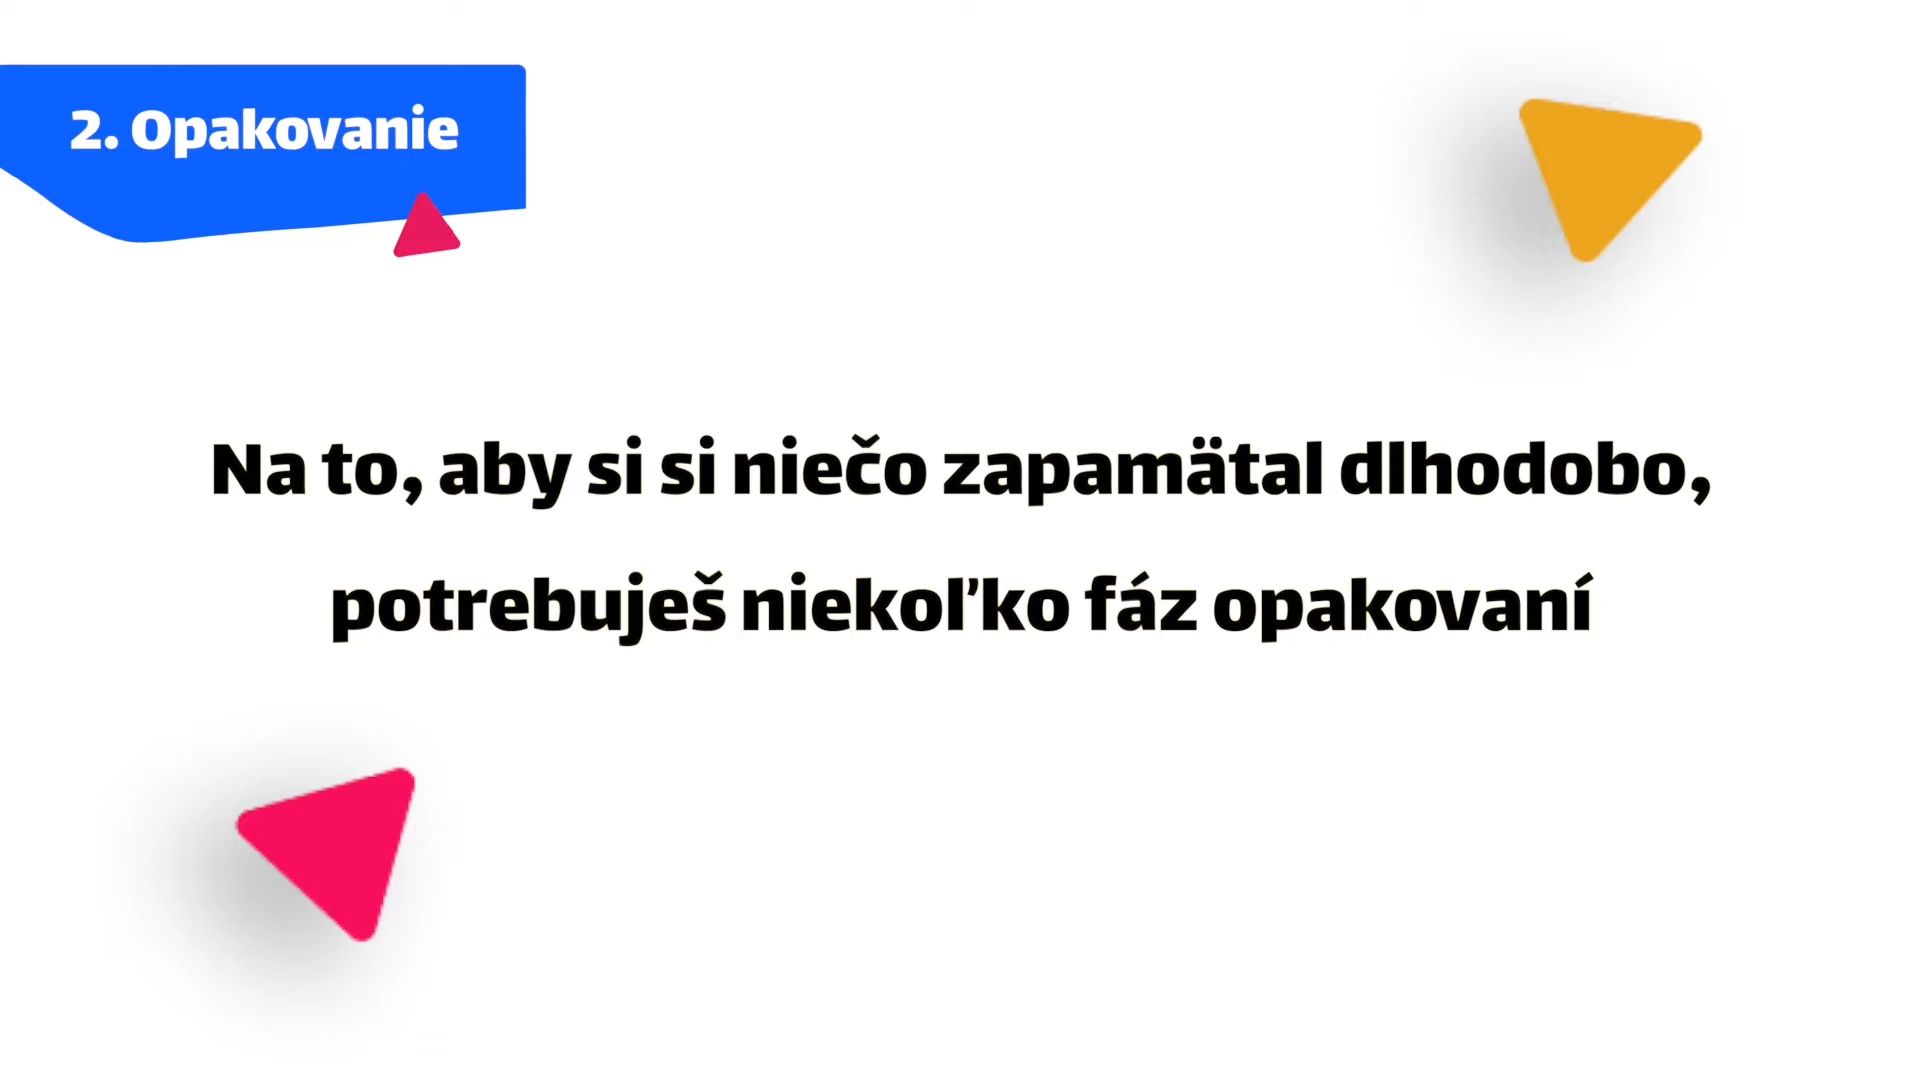 2. Opakovanie
Na to, aby si si niečo zapamätal dlhodobo,
potrebuješ niekoľko fáz opakovaní